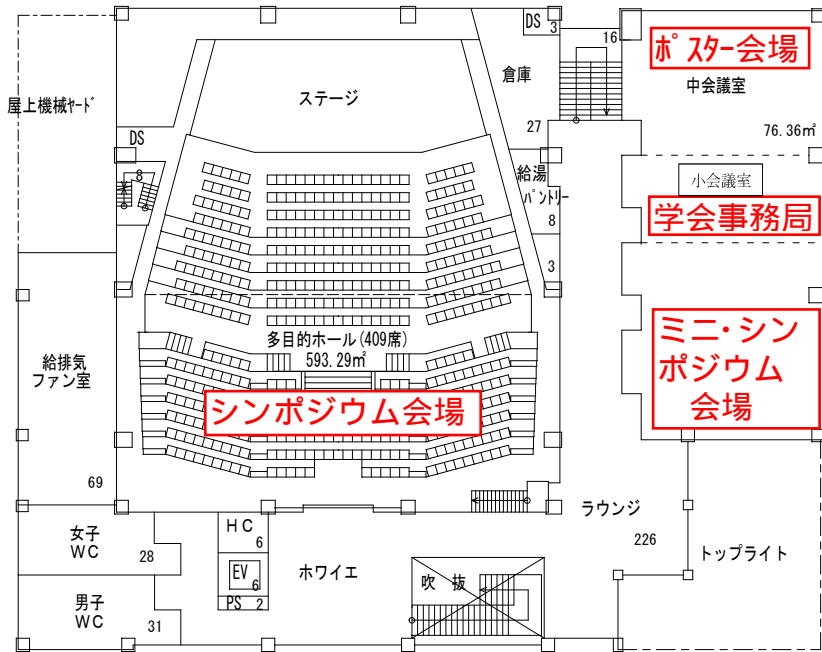 DS 3
16
ポスター会場
倉庫
ステージ
中会議室
屋上機械ヤード
27
76.36㎡
DS
8
給湯
パントリー
小会議室
8
学会事務局
3
多目的ホール(409席)
593.29㎡
ミニ・シン
ポジウム
会場
給排気
ファン室
シンポジウム会場
69
ラウンジ
女子
WC
28
HC
6
226
トップライト
EV
6
ホワイエ
吹 抜
PS 2
男子
WC
31